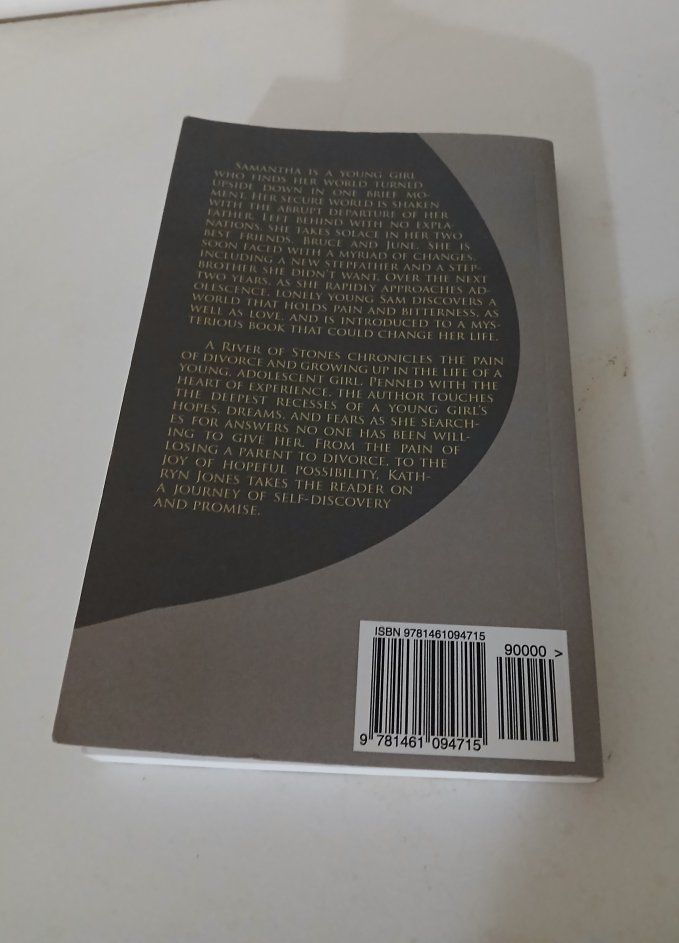 SAMANTHA IS A YOUNG GIRL
WHO FINDS HER WORLD TURNED
UPSIDE DOWN IN ONE BRIEF MO-
MENT. HER SECURE WORLD IS SHAKEN
WITH THE ABRUPT DEPARTURE OF HER
FATHER. LEFT BEHIND WITH NO EXPLA-
NATIONS, SHE TAKES SOLACE IN HER TWO
BEST FRIENDS, BRUCE AND JUNE. SHE IS
SOON FACED WITH A MYRIAD OF CHANGES,
INCLUDING A NEW STEPFATHER AND A STEP-
BROTHER SHE DIDN'T WANT. OVER THE NEXT
TWO YEARS, AS SHE RAPIDLY APPROACHES AD-
OLESCENCE, LONELY YOUNG SAM DISCOVERS A
WORLD THAT HOLDS PAIN AND BITTERNESS, AS
WELL AS LOVE, AND IS INTRODUCED TO A MYS-
TERIOUS BOOK THAT COULD CHANGE HER LIFE.
A RIVER OF STONES CHRONICLES THE PAIN
OF DIVORCE AND GROWING UP IN THE LIFE OF A
YOUNG, ADOLESCENT GIRL. PENNED WITH THE
HEART OF EXPERIENCE, THE AUTHOR TOUCHES
THE DEEPEST RECESSES OF A YOUNG GIRL'S
HOPES, DREAMS, AND FEARS AS SHE SEARCH-
ES FOR ANSWERS NO ONE HAS BEEN WILL-
ING TO GIVE HER. FROM THE PAIN OF
LOSING A PARENT TO DIVORCE, TO THE
JOY OF HOPEFUL POSSIBILITY, KATH-
RYN JONES TAKES THE READER ON
A JOURNEY OF SELF-DISCOVERY
AND PROMISE.
ISBN 9781461094715
90000 >
9 781461 094715